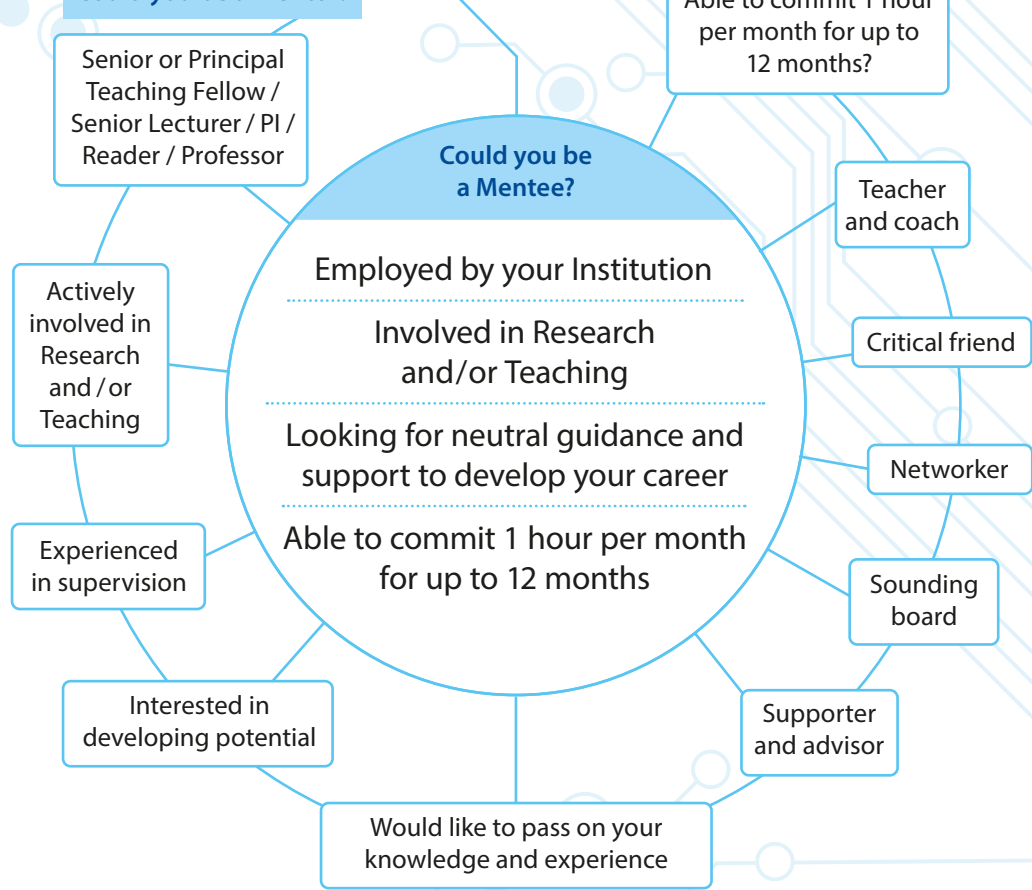 Able to commit 1 hour
per month for up to
12 months?
Senior or Principal
Teaching Fellow /
Senior Lecturer / PI /
Reader / Professor
Could you be
a Mentee?
Employed by your Institution
Involved in Research
and/or Teaching
Looking for neutral guidance and
support to develop your career
Able to commit 1 hour per month
for up to 12 months
Teacher
and coach
Critical friend
Networker
Sounding
board
Supporter
and advisor
Would like to pass on your
knowledge and experience
Interested in
developing potential
Experienced
in supervision
Actively
involved in
Research
and / or
Teaching